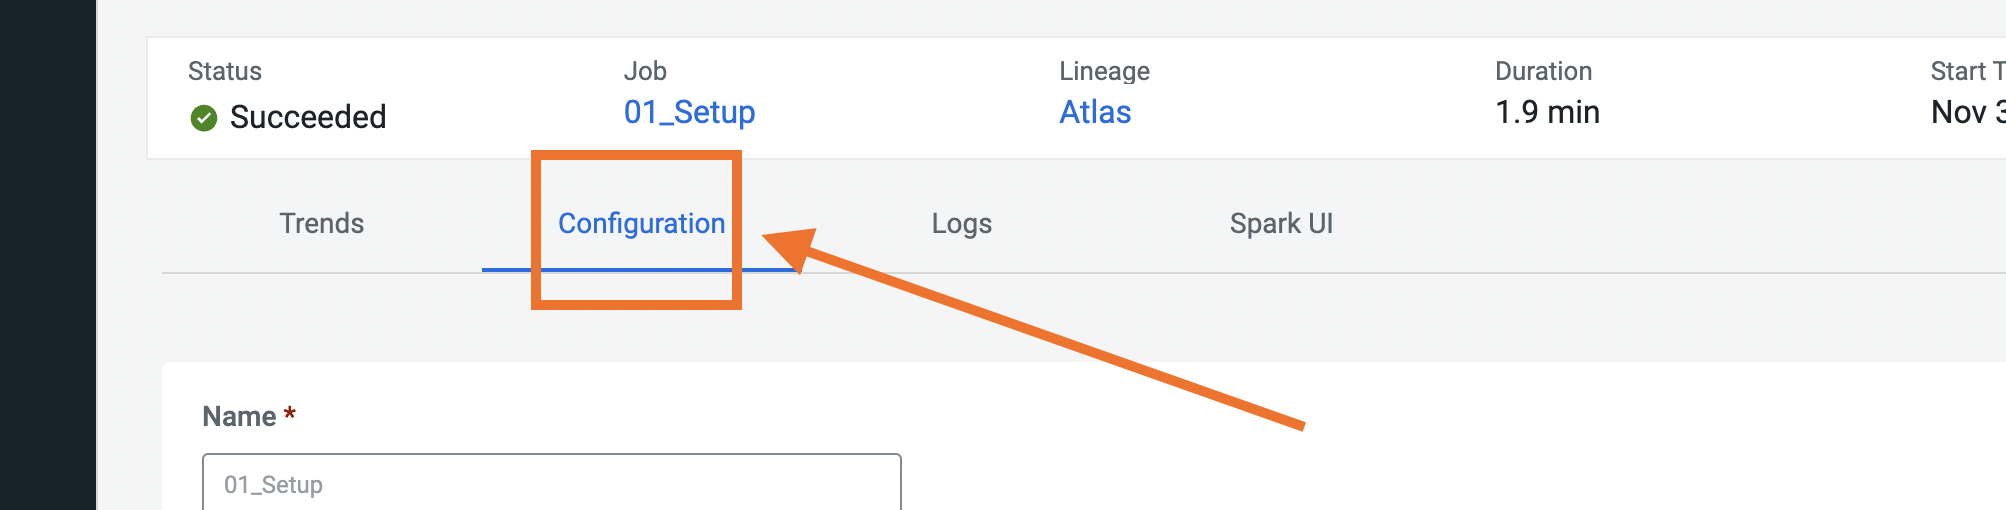 Status Job Lineage Duration Start T
Succeeded 01_Setup Atlas 1.9 min Nov 3
Trends Configuration Logs Spark UI
Name *
01_Setup